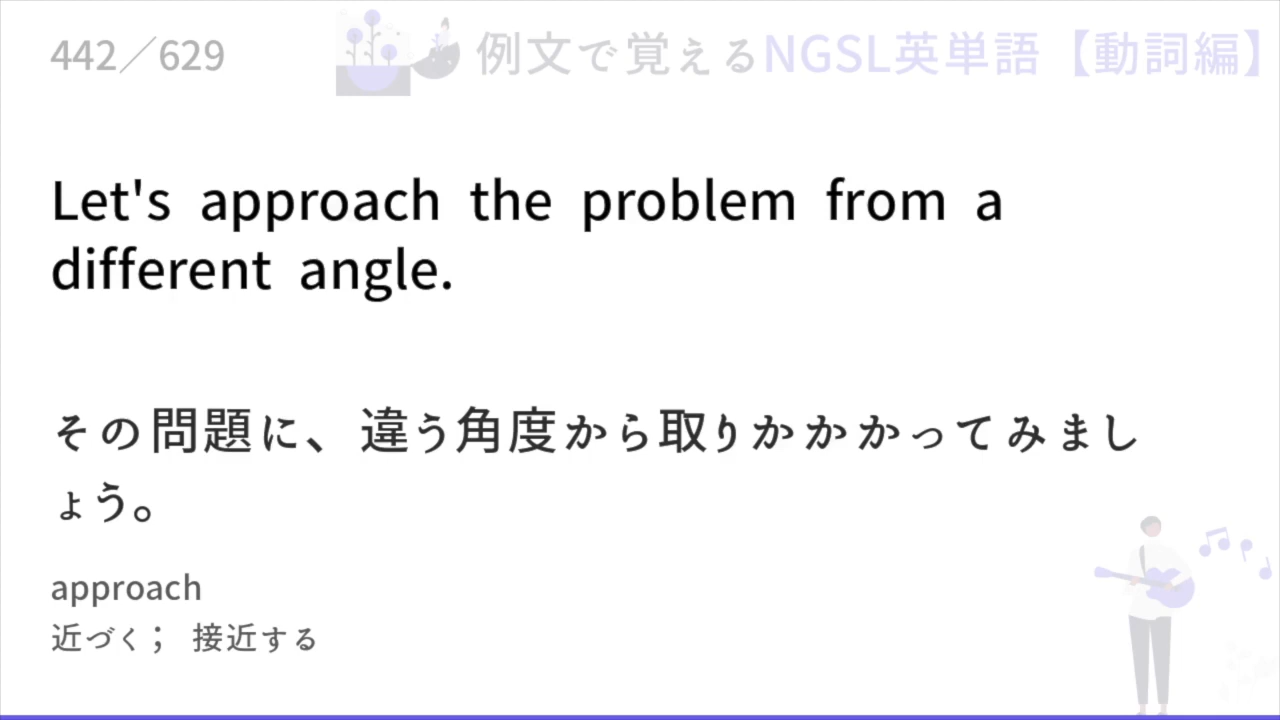 442／629
例文で覚えるNGSL英単語【動詞編】
Let's approach the problem from a
different angle.
その問題に、違う角度から取りかかかってみまし
ょう。
approach
近づく； 接近する